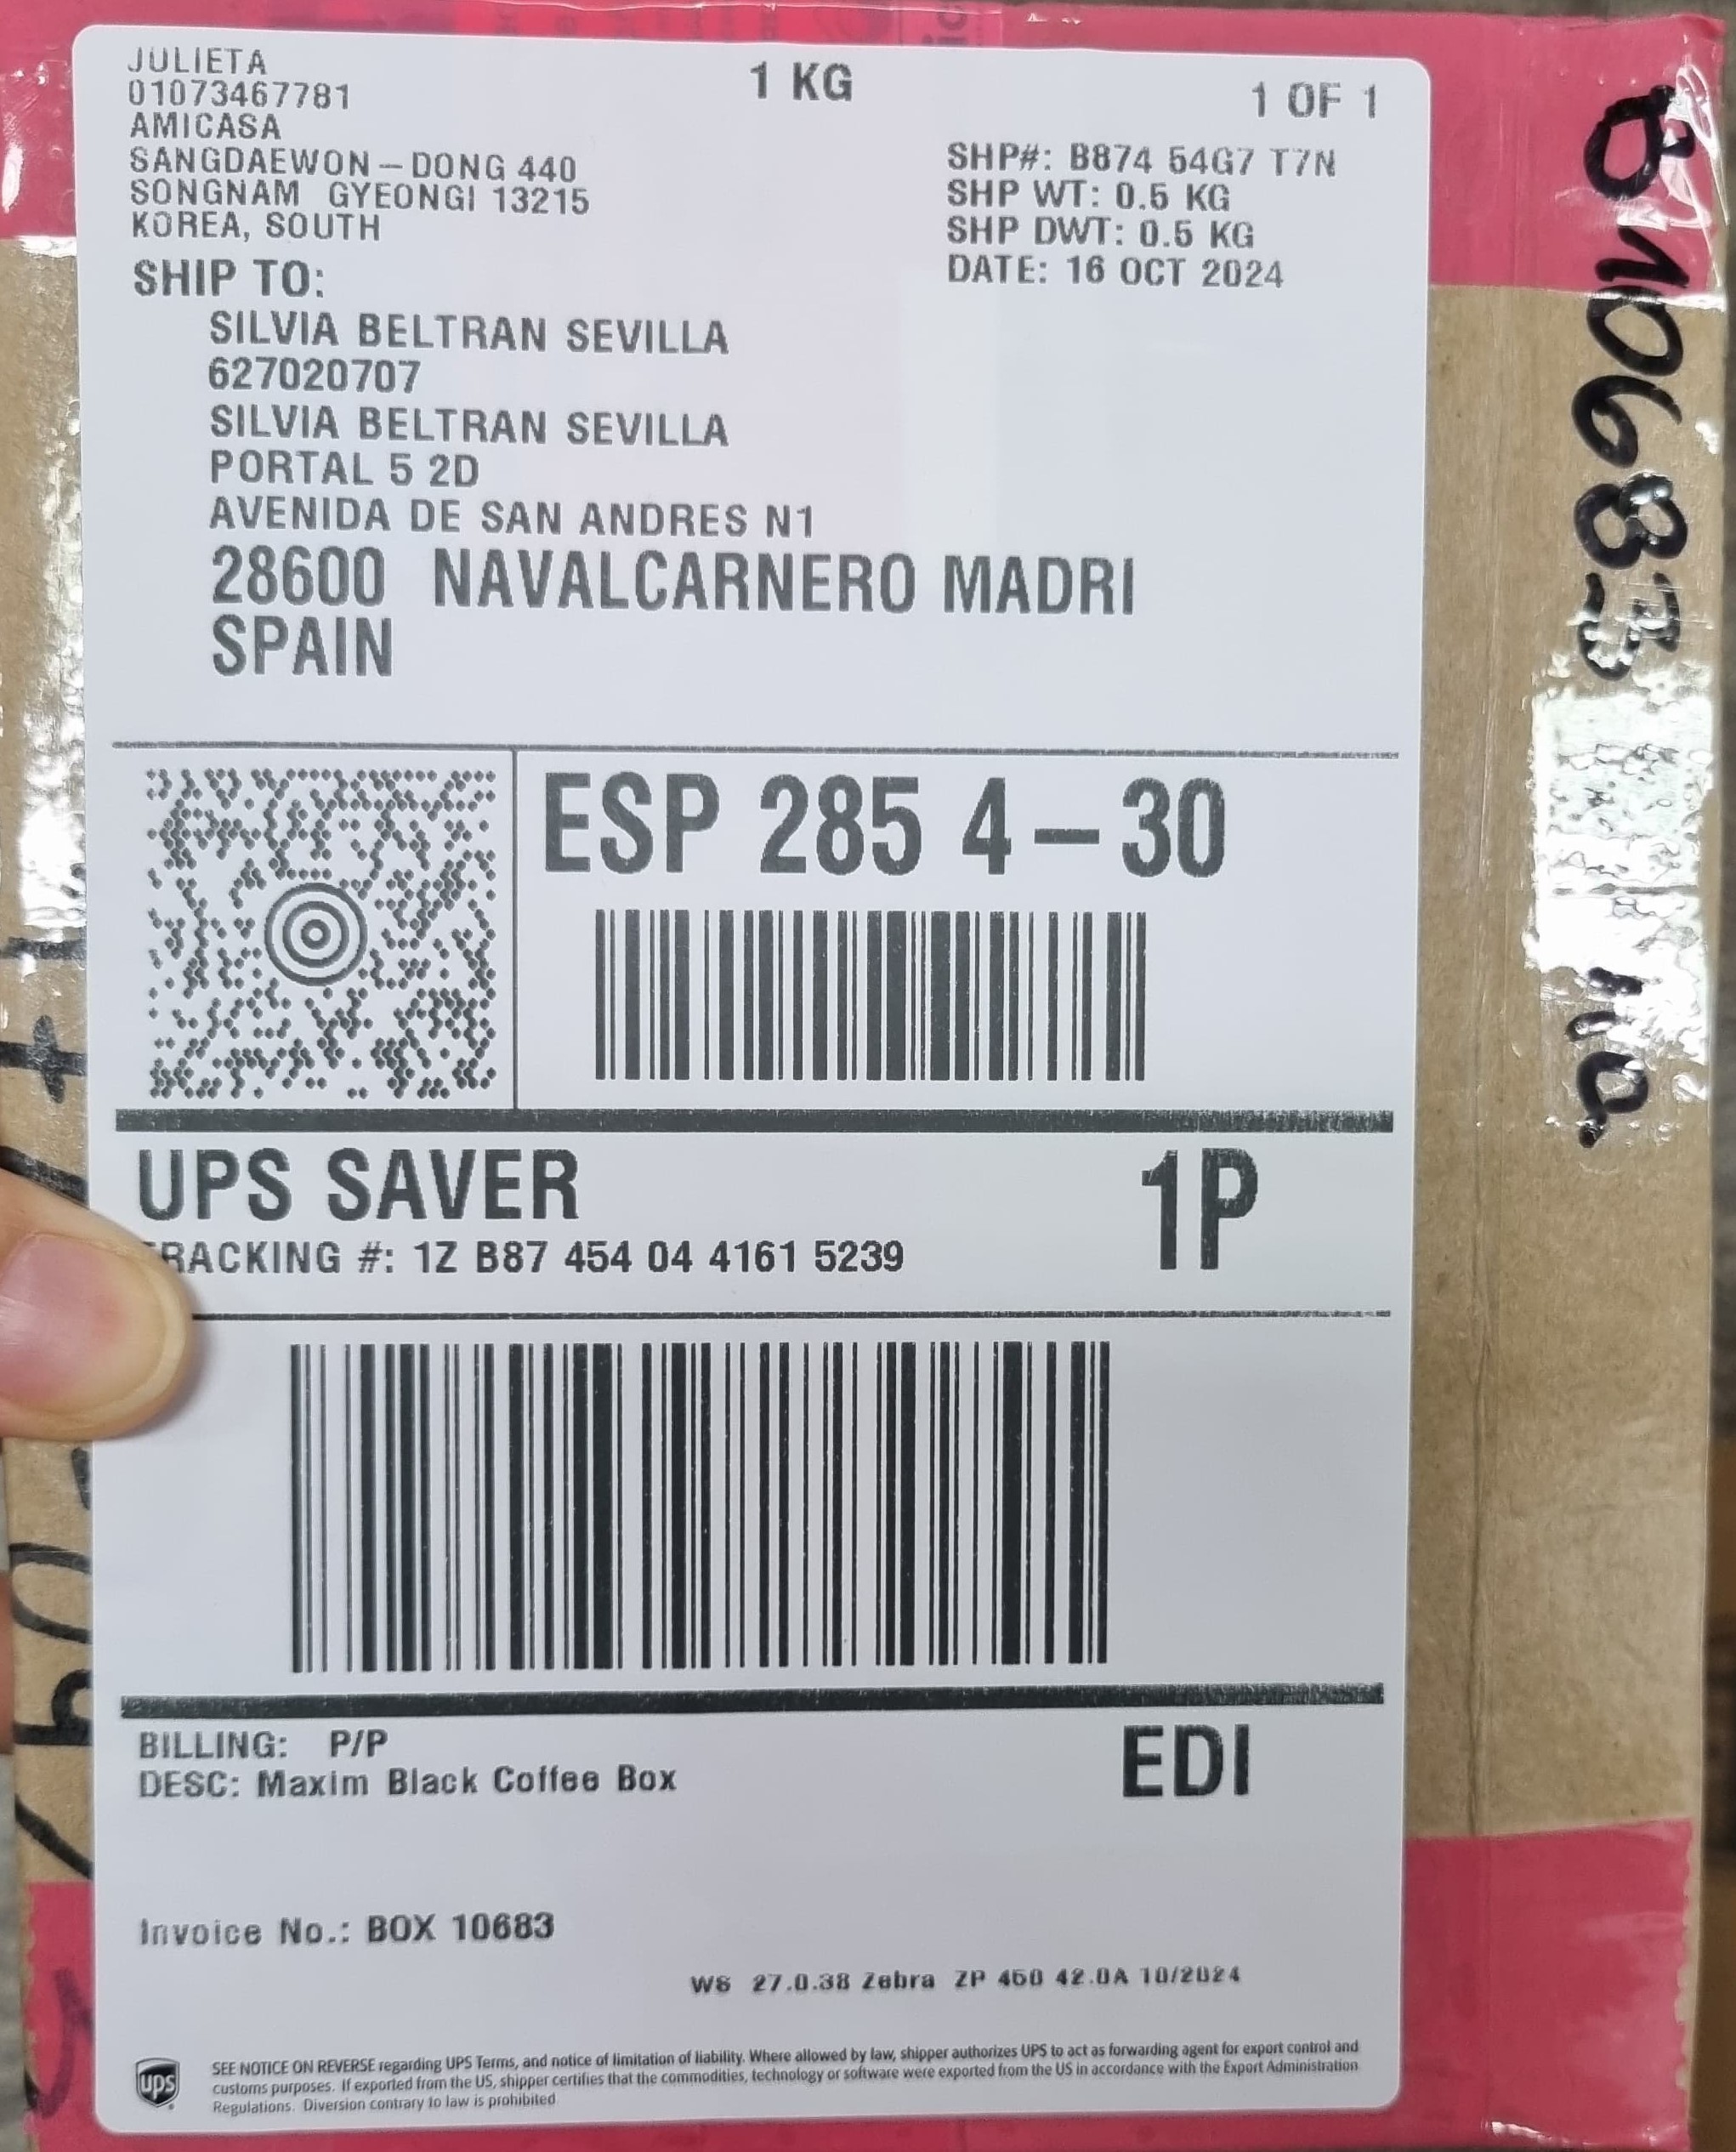 JULIETA
01073467781
AMICASA
SANGDAEWON-DONG 440
SONGNAM GYEONGI 13215
KOREA, SOUTH
1 KG
1 OF 1
SHP#: B874 54G7 T7N
SHP WT: 0.5 KG
SHP DWT: 0.5 KG
DATE: 16 OCT 2024
SHIP TO:
SILVIA BELTRAN SEVILLA
627020707
SILVIA BELTRAN SEVILLA
PORTAL 5 2D
AVENIDA DE SAN ANDRES N1
28600 NAVALCARNERO MADRI
SPAIN
ESP 285 4-30
UPS SAVER
1P
TRACKING #: 1Z B87 454 04 4161 5239
BILLING: P/P
DESC: Maxim Black Coffee Box
EDI
Invoice No.: BOX 10683
WS 27.0.38 Zebra ZP 450 42.0A 10/2024
ups
SEE NOTICE ON REVERSE regarding UPS Terms, and notice of limitation of liability. Where allowed by law, shipper authorizes UPS to act as forwarding agent for export control and
customs purposes. If exported from the US, shipper certifies that the commodities, technology or software were exported from the US in accordance with the Export Administration
Regulations. Diversion contrary to law is prohibited
10683